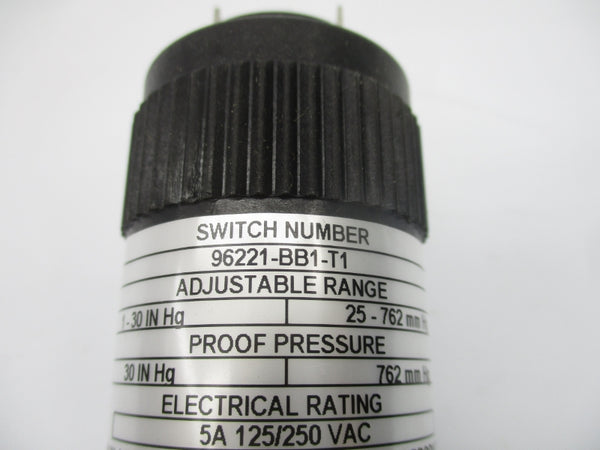 SWITCH NUMBER
96221-BB1-T1
ADJUSTABLE RANGE
1-30 IN Hg 25 - 762 mm
PROOF PRESSURE
30 IN Hg 762 mm
ELECTRICAL RATING
5A 125/250 VAC